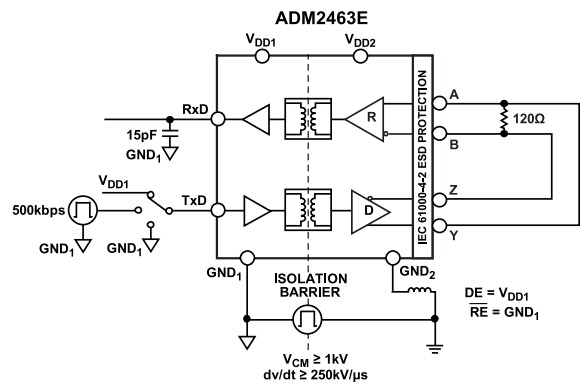 ADM2463E
VDD1
VDD2
RxD
15pF
GND1
R
A
120Ω
B
IEC 61000-4-2 ESD PROTECTION
VDD1
500kbps
TxD
D
Z
Y
GND1
GND1
GND1
GND2
ISOLATION
BARRIER
DE = VDD1
RE = GND1
VCM ≥ 1kV
dv/dt ≥ 250kV/µs